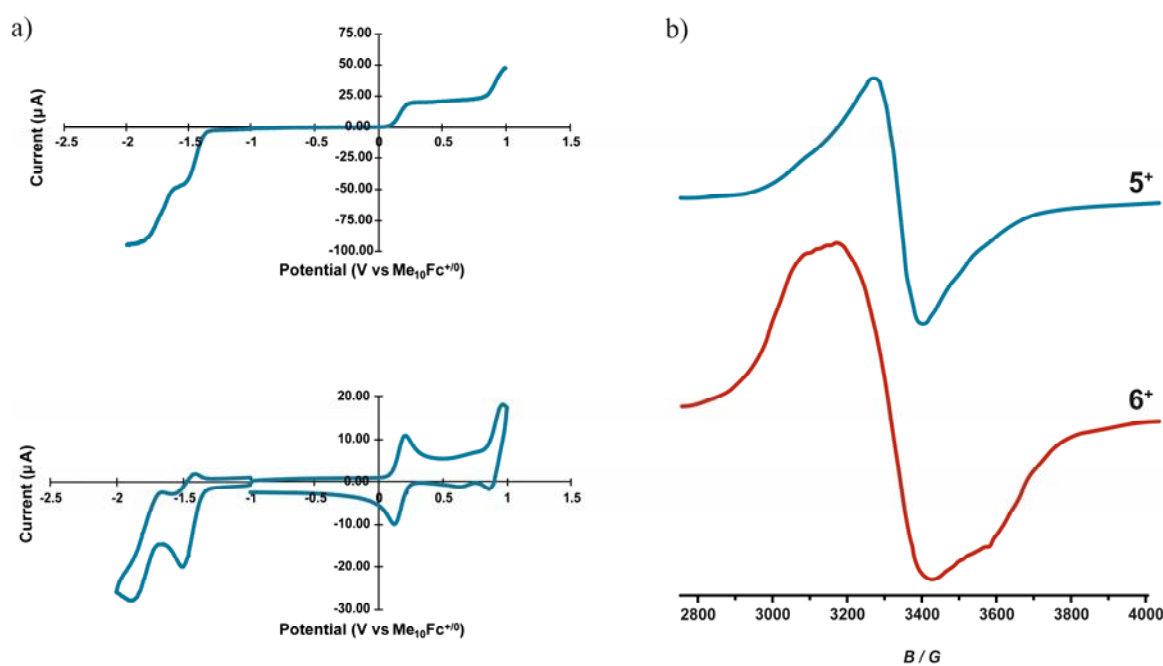 a)
75.00
50.00
25.00
0.00
-2.5 -2 -1.5 -1 -0.5 0 0.5 1 1.5
-25.00
-50.00
-75.00
-100.00
Current (µA)
Potential (V vs Me₁₀Fc⁺/⁰)
20.00
10.00
0.00
-2.5 -2 -1.5 -1 -0.5 0 0.5 1 1.5
-10.00
-20.00
-30.00
Current (µA)
Potential (V vs Me₁₀Fc⁺/⁰)
b)
5⁺
6⁺
2800 3000 3200 3400 3600 3800 4000
B / G